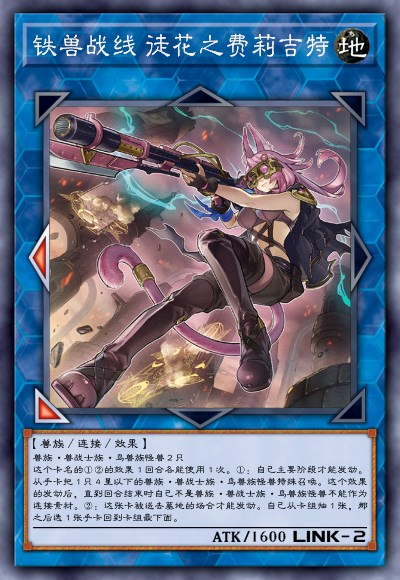 铁兽战线 徒花之费莉吉特
地
【兽族/连接/效果】
兽族·兽战士族·鸟兽族怪兽2只
这个卡名的①②的效果1回合各能使用1次。①:自己主要阶段才能发动。
从手卡把1只4星以下的兽族·兽战士族·鸟兽族怪兽特殊召唤。这个效果
的发动后,直到回合结束时自己不是兽族·兽战士族·鸟兽族怪兽不能作为
连接素材。②:这张卡被送去墓地的场合才能发动。自己从卡组抽1张,那
之后选1张手卡回到卡组最下面。
ATK/1600 LINK-2